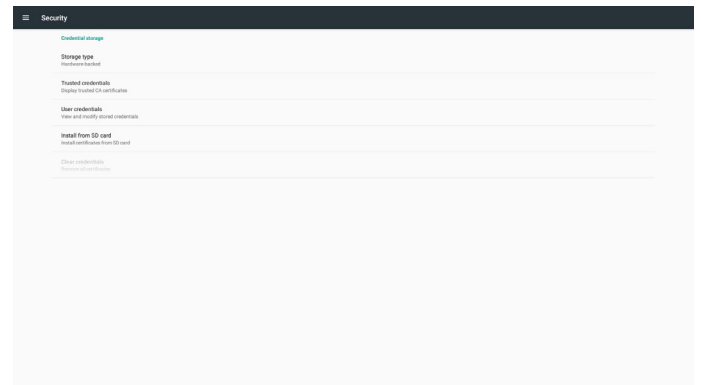 Security
Credential storage
Storage type
Hardware-backed
Trusted credentials
Display trusted CA certificates
User credentials
View and modify stored credentials
Install from SD card
Install certificates from SD card
Clear credentials
Remove all certificates